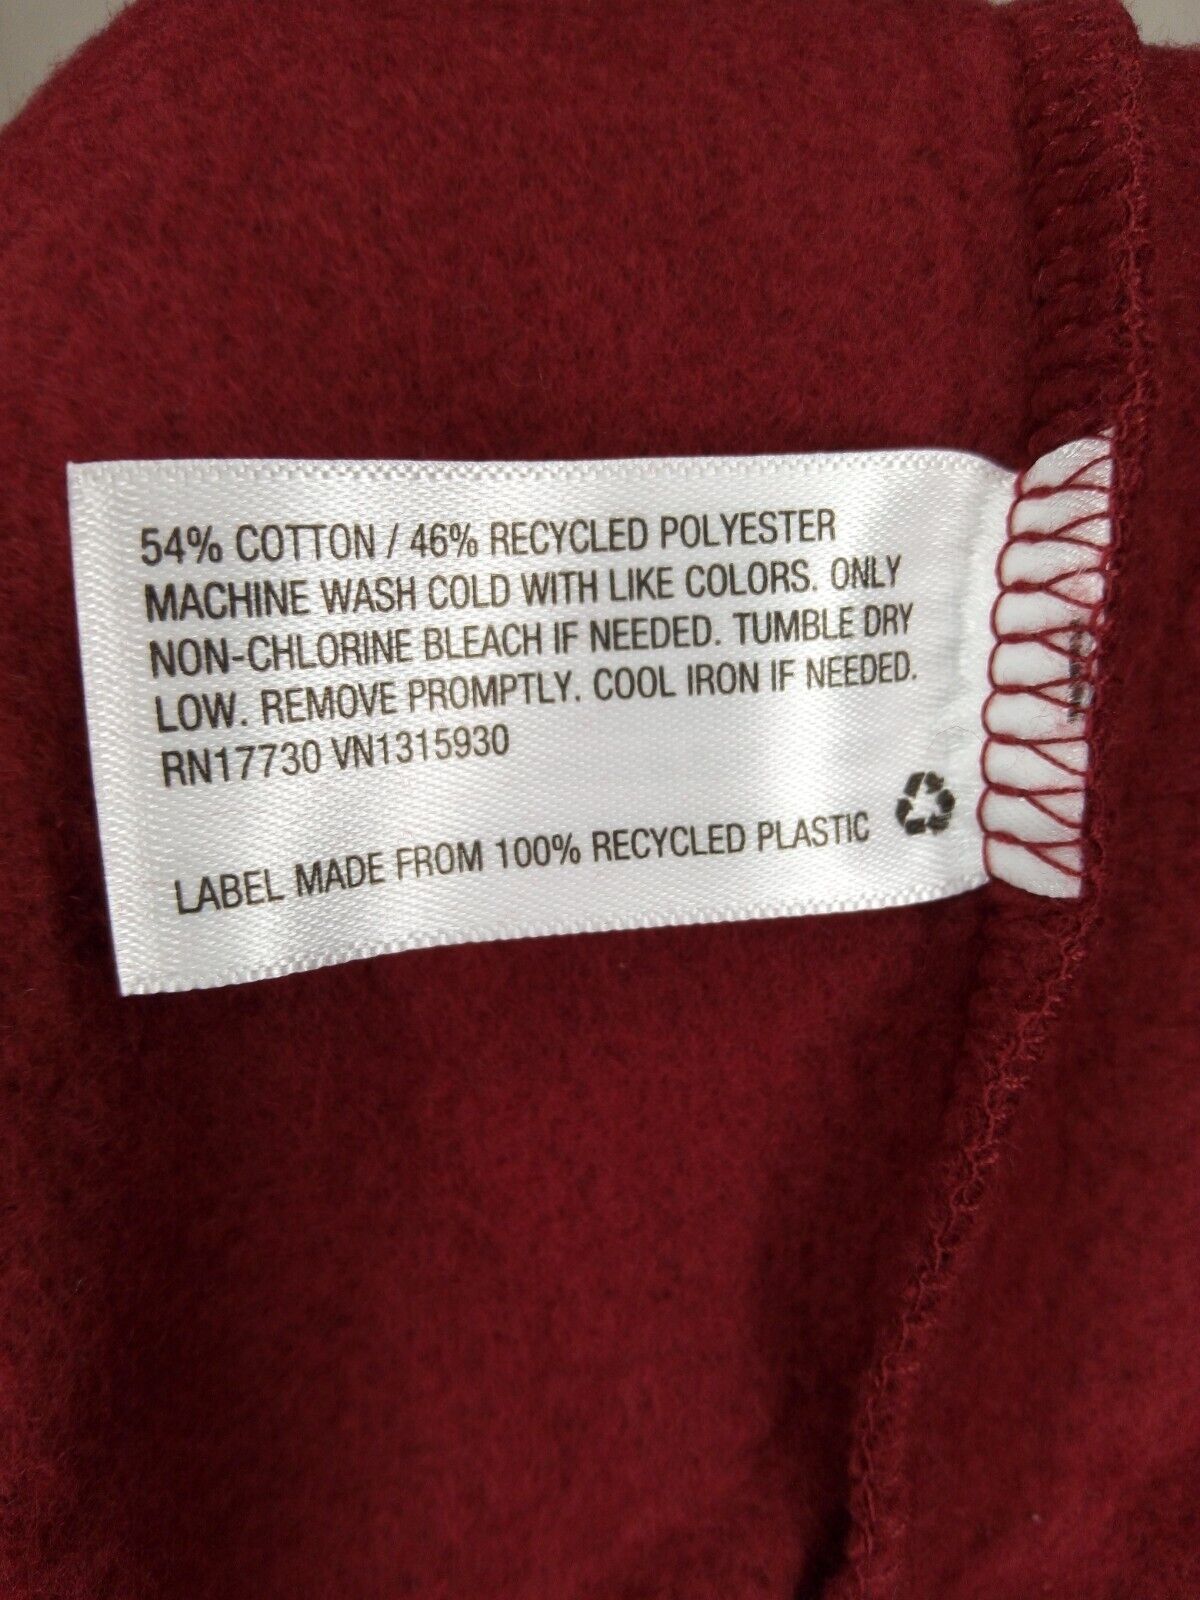 54% COTTON / 46% RECYCLED POLYESTER
MACHINE WASH COLD WITH LIKE COLORS. ONLY
NON-CHLORINE BLEACH IF NEEDED. TUMBLE DRY
LOW. REMOVE PROMPTLY. COOL IRON IF NEEDED.
RN17730 VN1315930
LABEL MADE FROM 100% RECYCLED PLASTIC